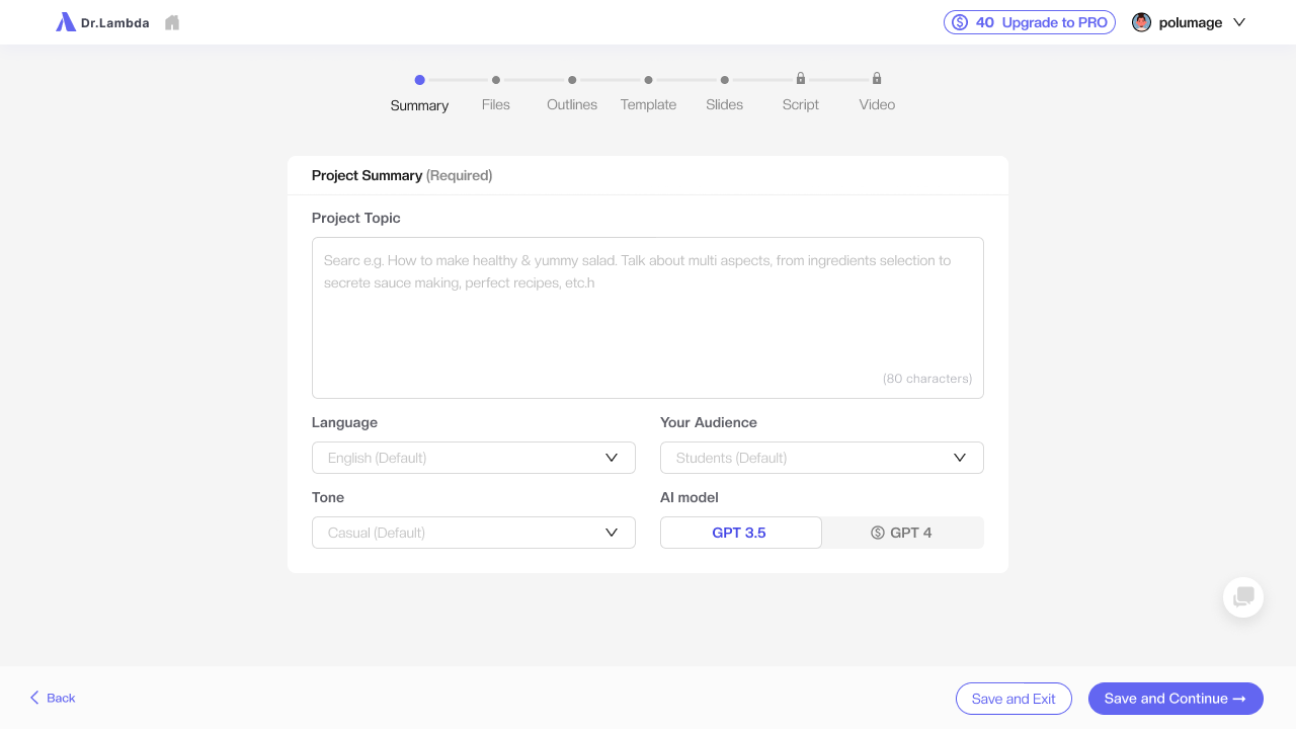 Dr.Lambda
40 Upgrade to PRO
polumage
Summary
Files
Outlines
Template
Slides
Script
Video
Project Summary (Required)
Project Topic
Searc e.g. How to make healthy & yummy salad. Talk about multi aspects, from ingredients selection to
secrete sauce making, perfect recipes, etc.h
(80 characters)
Language
Your Audience
English (Default)
Students (Default)
Tone
AI model
Casual (Default)
GPT 3.5
GPT 4
Back
Save and Exit
Save and Continue →